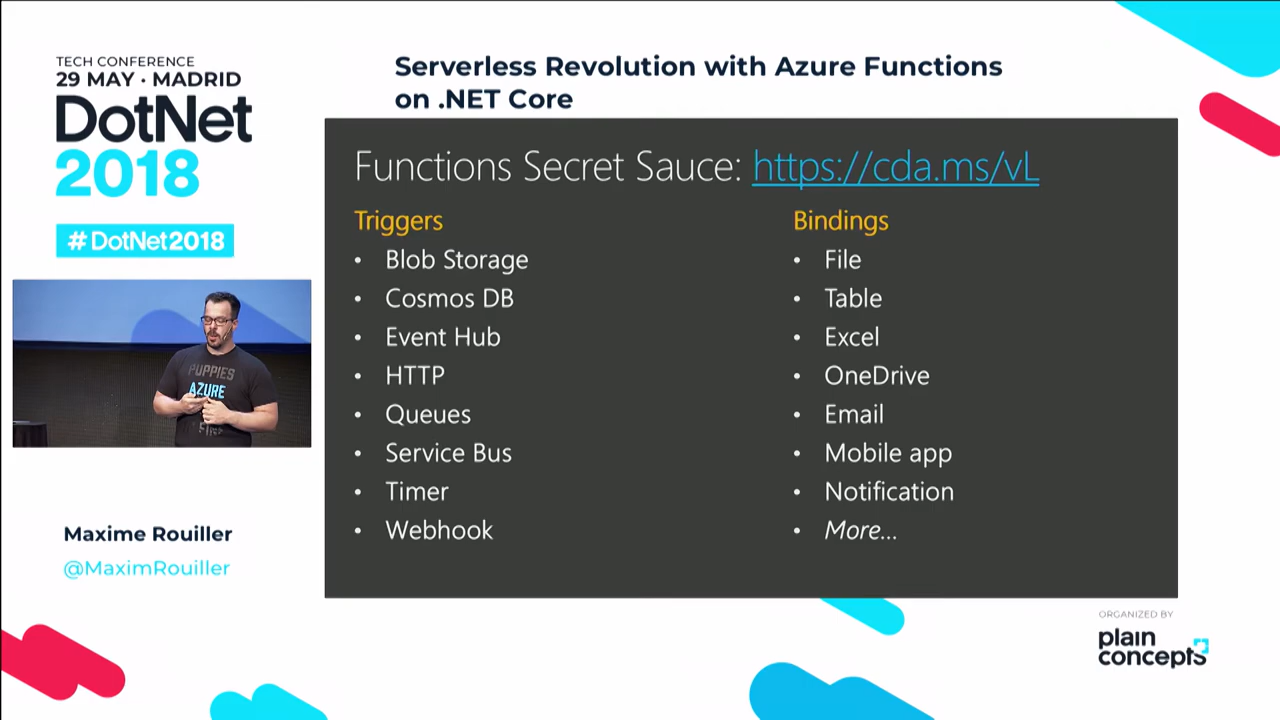 TECH CONFERENCE
29 MAY · MADRID
DotNet
2018
#DotNet2018
Serverless Revolution with Azure Functions
on .NET Core
Functions Secret Sauce: https://cda.ms/vL
Triggers
• Blob Storage
• Cosmos DB
• Event Hub
• HTTP
• Queues
• Service Bus
• Timer
• Webhook
Bindings
• File
• Table
• Excel
• OneDrive
• Email
• Mobile app
• Notification
• More...
PUPPIES
AZURE
Maxime Rouiller
@MaximRouiller
ORGANIZED BY
plain
concepts